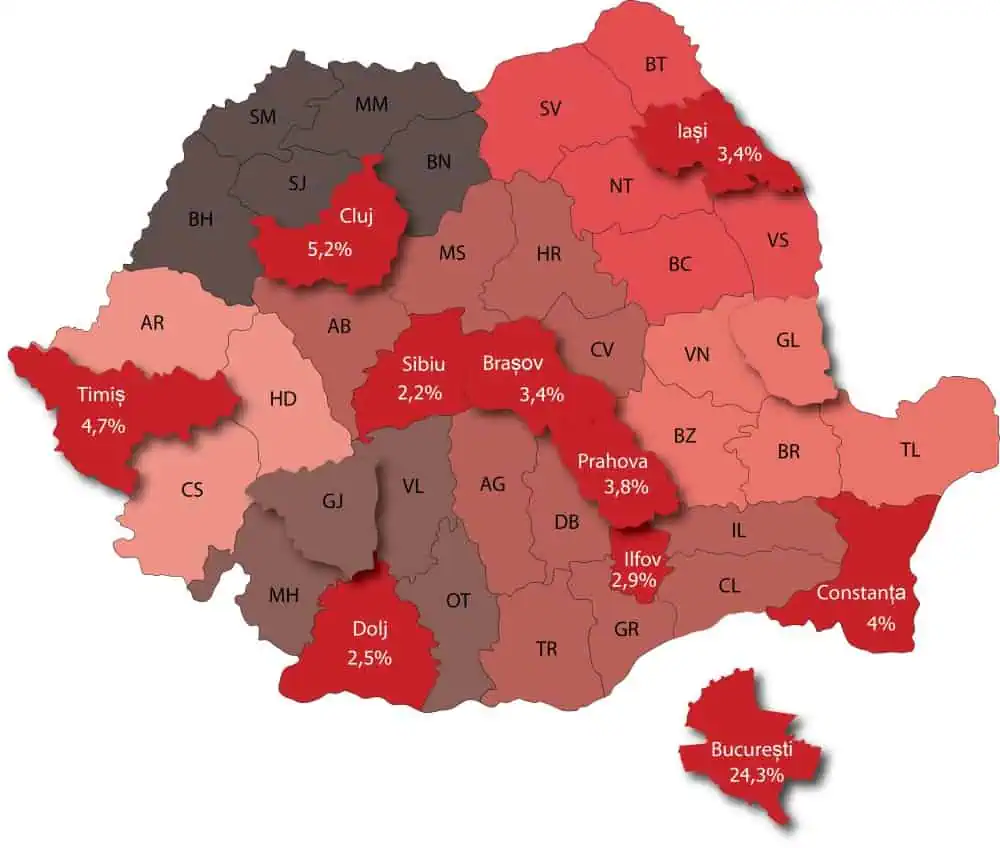 BT
SM
MM
SV
Iași
3,4%
BN
SJ
NT
BH
Cluj
5,2%
VS
MS
HR
BC
AR
AB
GL
CV
VN
Sibiu
2,2%
Brașov
3,4%
Timiș
4,7%
HD
BZ
BR
TL
Prahova
3,8%
CS
GJ
VL
AG
DB
IL
Ilfov
2,9%
MH
OT
CL
Constanța
4%
Dolj
2,5%
TR
GR
București
24,3%